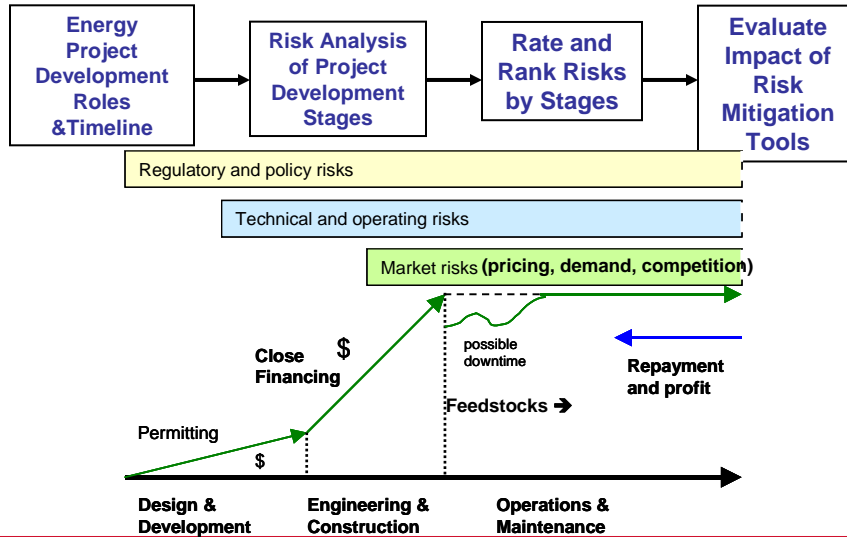 Energy
Project
Development
Roles
&Timeline
Risk Analysis
of Project
Development
Stages
Rate and
Rank Risks
by Stages
Evaluate
Impact of
Risk
Mitigation
Tools
Regulatory and policy risks
Technical and operating risks
Market risks (pricing, demand, competition)
Close $
Financing
possible
downtime
Repayment
and profit
Feedstocks ➔
Permitting
$
Design &
Development
Engineering &
Construction
Operations &
Maintenance